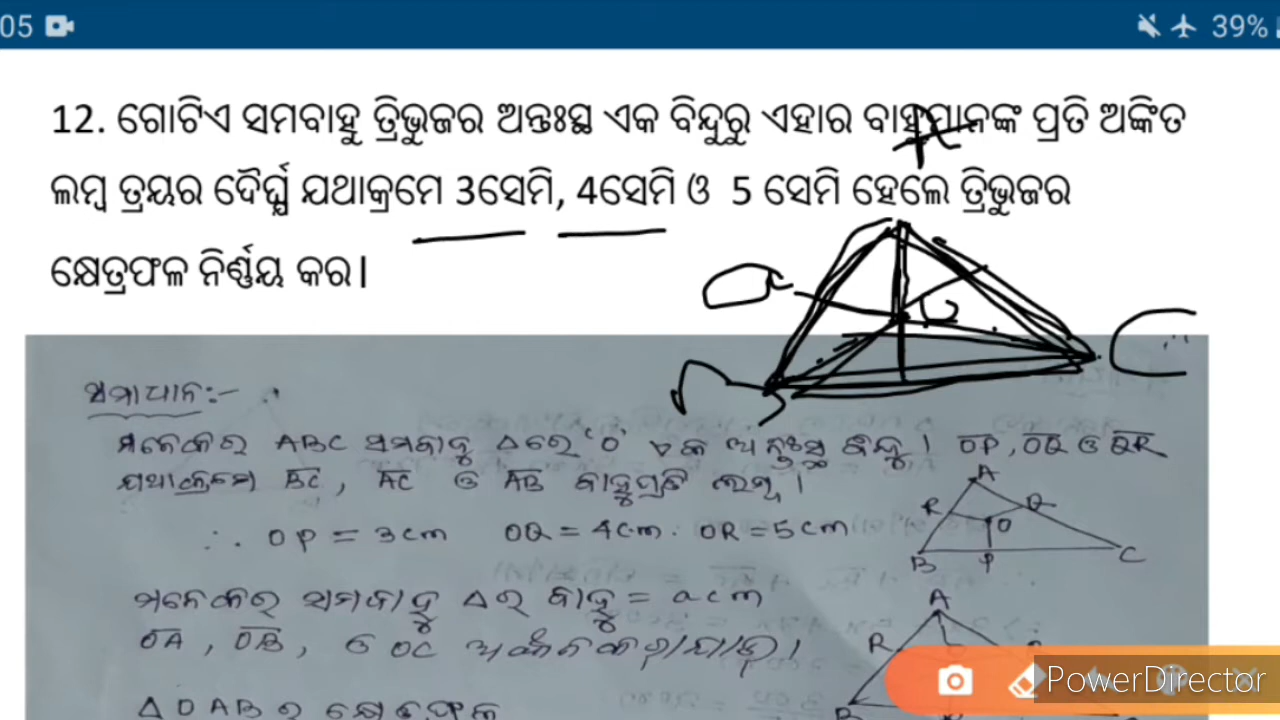 05 39%
12. ଗୋଟିଏ ସମବାହୁ ତ୍ରିଭୁଜର ଅନ୍ତଃସ୍ଥ ଏକ ବିନ୍ଦୁରୁ ଏହାର ବାହୁମାନଙ୍କ ପ୍ରତି ଅଙ୍କିତ
ଲମ୍ବ ତ୍ରୟର ଦୈର୍ଘ୍ଯ ଯଥାକ୍ରମେ 3ସେମି, 4ସେମି ଓ 5 ସେମି ହେଲେ ତ୍ରିଭୁଜର
କ୍ଷେତ୍ରଫଳ ନିର୍ଣ୍ଣୟ କର।
ସମାଧାନ:-
ମନେକର ABC ସମବାହୁ Δରେ 'O' ଏକ ଅନ୍ତଃସ୍ଥ ବିନ୍ଦୁ। OP, OQ ଓ QR
ଯଥାକ୍ରମେ BC, AC ଓ AB ବାହୁପ୍ରତି ଲମ୍ବ।
∴ OP = 3cm OQ = 4cm. OR = 5cm
A
R Q
O
B P C
ମନେକର ସମବାହୁ Δର ବାହୁ = a cm
OA, OB, ଓ OC ଅଙ୍କନ କରାଯାଉ।
A
R
B
Δ OAB ର କ୍ଷେତ୍ରଫଳ
PowerDirector